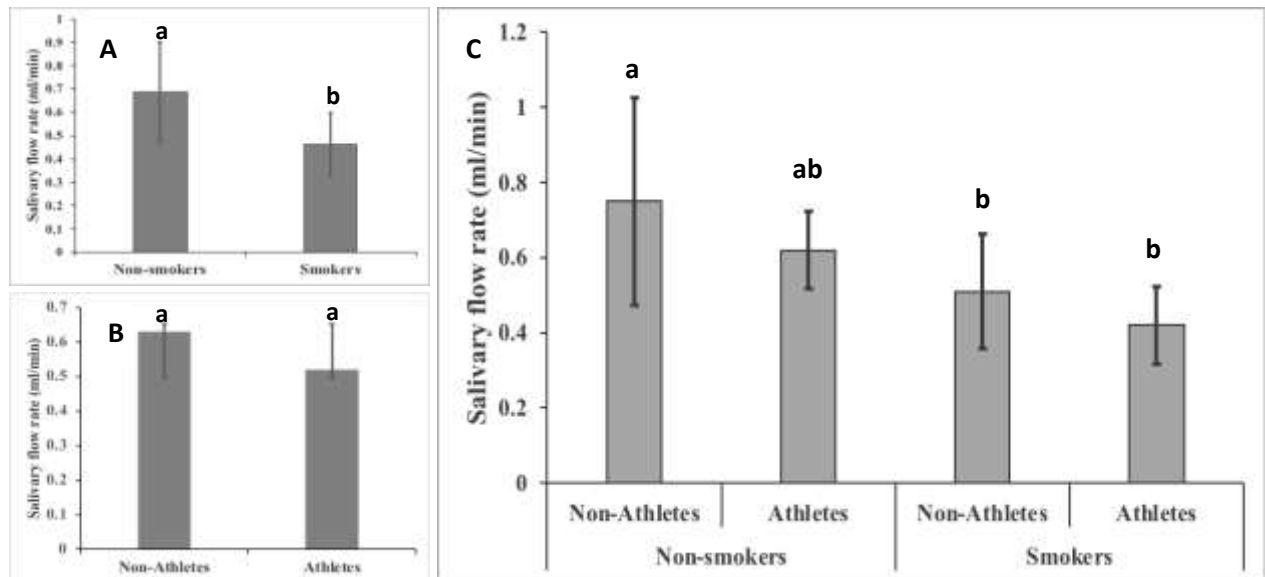 A
a
b
Salivary flow rate (ml/min)
1
0.9
0.8
0.7
0.6
0.5
0.4
0.3
0.2
0.1
0
Non-smokers Smokers
B
a
a
Salivary flow rate (ml/min)
0.7
0.6
0.5
0.4
0.3
0.2
0.1
0
Non-Athletes Athletes
C
a
ab
b
b
Salivary flow rate (ml/min)
1.2
1
0.8
0.6
0.4
0.2
0
Non-Athletes Athletes Non-Athletes Athletes
Non-smokers Smokers